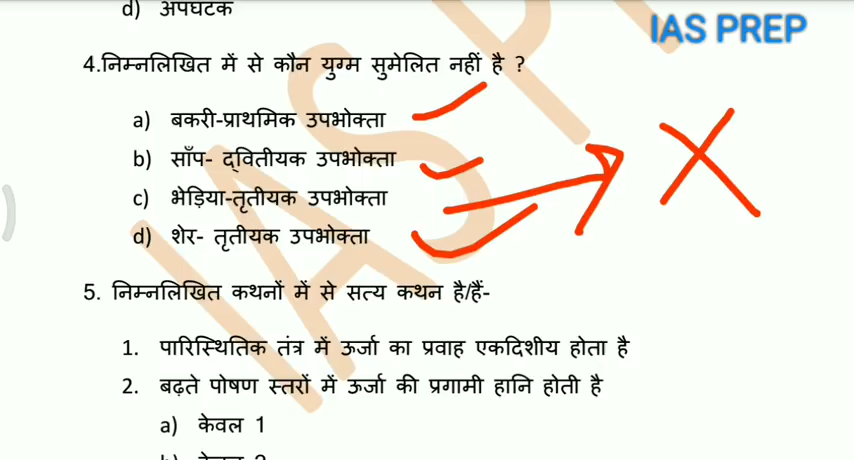 d) अपघटक
IAS PREP
4.निम्नलिखित में से कौन युग्म सुमेलित नहीं है ?
a) बकरी-प्राथमिक उपभोक्ता
b) साँप- द्वितीयक उपभोक्ता
c) भेड़िया-तृतीयक उपभोक्ता
d) शेर- तृतीयक उपभोक्ता
5. निम्नलिखित कथनों में से सत्य कथन है/हैं-
1. पारिस्थितिक तंत्र में ऊर्जा का प्रवाह एकदिशीय होता है
2. बढ़ते पोषण स्तरों में ऊर्जा की प्रगामी हानि होती है
a) केवल 1